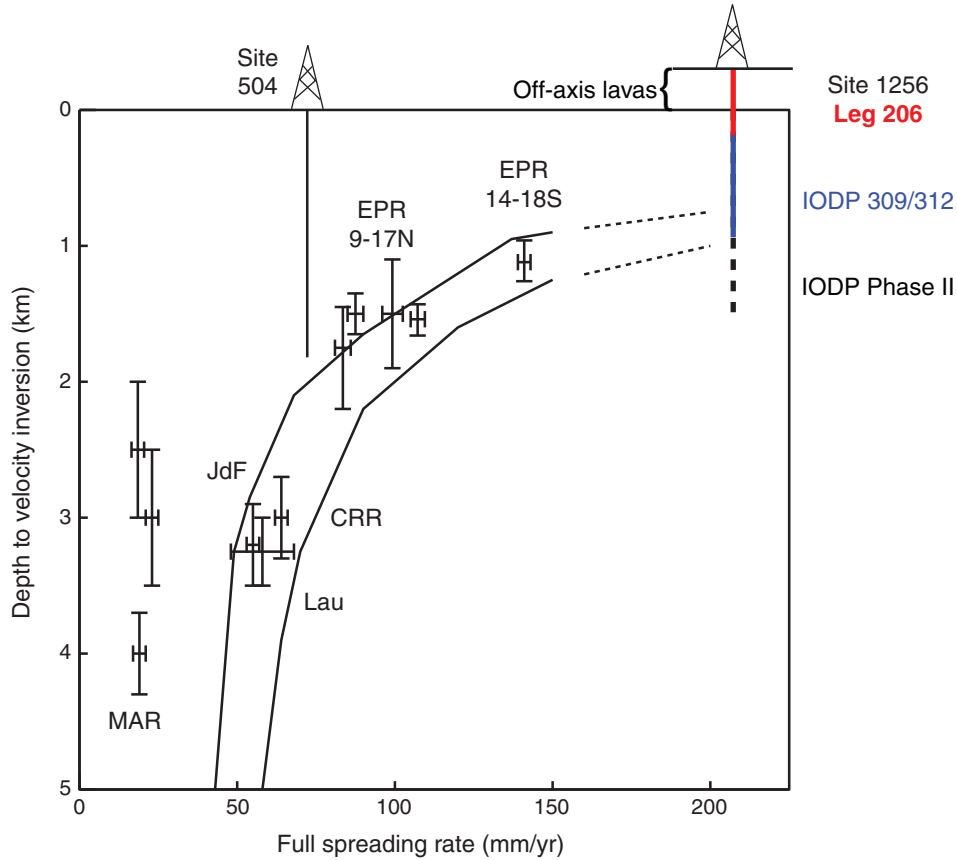 Site
504
Off-axis lavas
Site 1256
Leg 206
0
EPR
14-18S
EPR
9-17N
IODP 309/312
1
IODP Phase II
2
JdF
3
CRR
Lau
4
MAR
5
Depth to velocity inversion (km)
0
50
100
150
200
Full spreading rate (mm/yr)